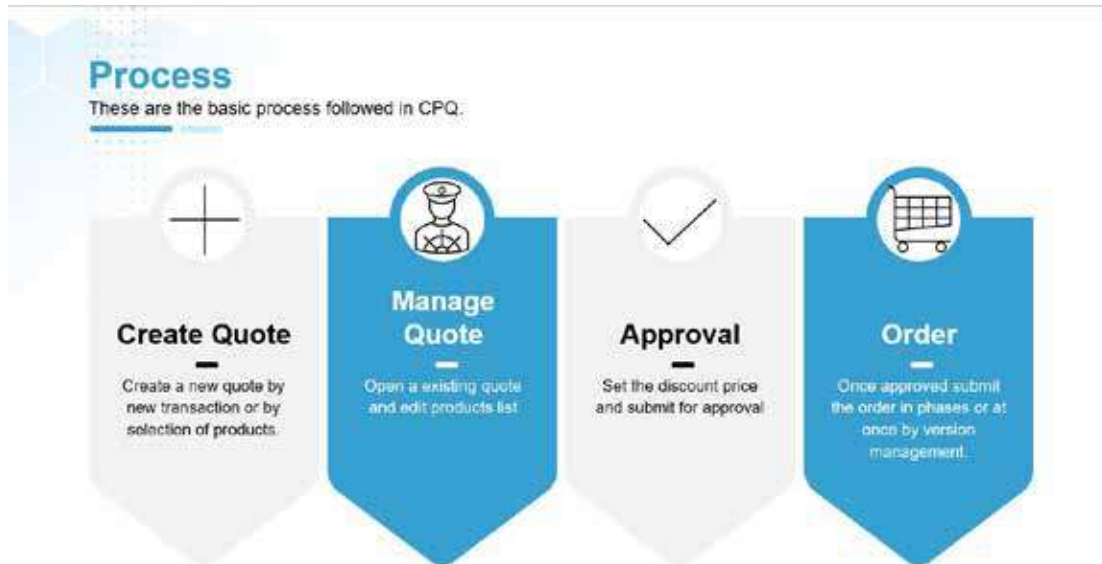 Process
These are the basic process followed in CPQ.
Create Quote
Create a new quote by
new transaction or by
selection of products.
Manage
Quote
Open a existing quote
and edit products list
Approval
Set the discount price
and submit for approval
Order
Once approved submit
the order in phases or at
once by version
management.